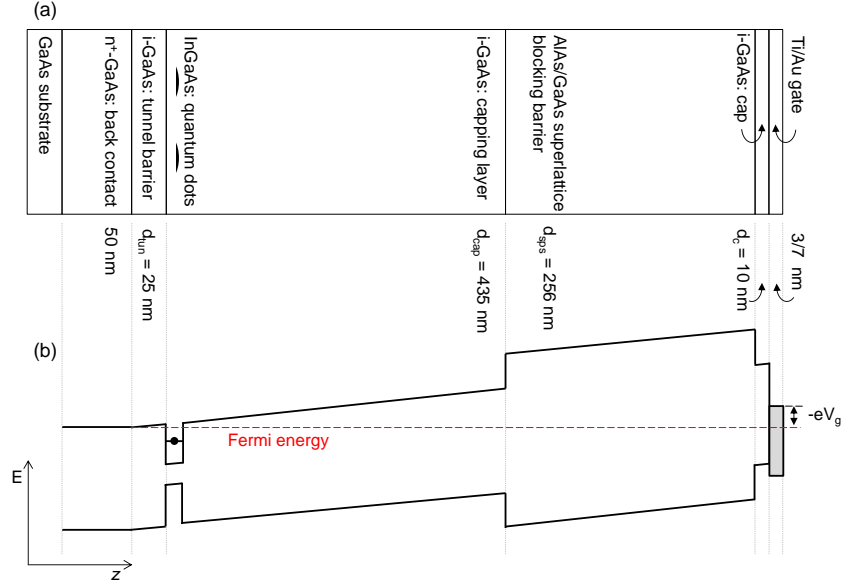 (a)
GaAs substrate
n⁺-GaAs: back contact
i-GaAs: tunnel barrier
InGaAs: quantum dots
i-GaAs: capping layer
AlAs/GaAs superlattice
blocking barrier
i-GaAs: cap
Ti/Au gate
50 nm
d_tun = 25 nm
d_cap = 435 nm
d_sps = 256 nm
d_c = 10 nm
3/7 nm
(b)
-eV_g
Fermi energy
E
z